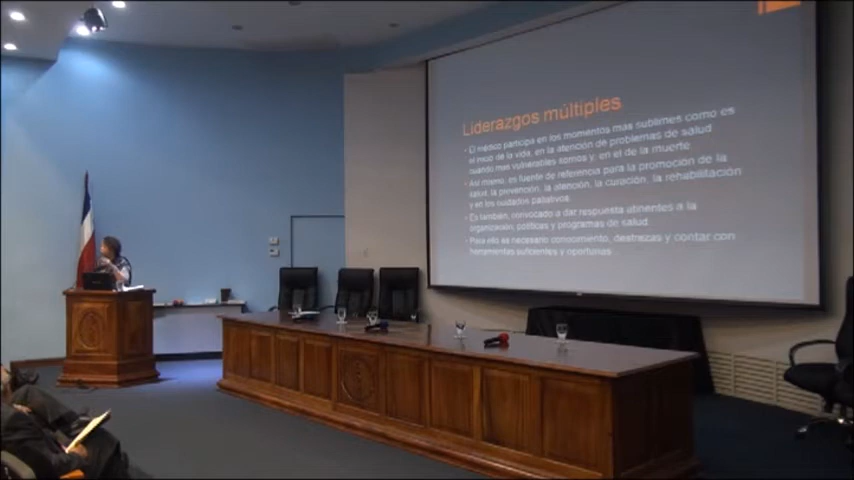 Liderazgos múltiples
• El médico participa en los momentos más sublimes como es
el inicio de la vida, en la atención de problemas de salud
cuando más vulnerables somos y, en el de la muerte.
• Así mismo, es fuente de referencia para la promoción de la
salud, la prevención, la atención, la curación, la rehabilitación
y en los cuidados paliativos.
• Es también, convocado a dar respuesta atinentes a la
organización, políticas y programas de salud.
• Para ello es necesario conocimiento, destrezas y contar con
herramientas suficientes y oportunas.